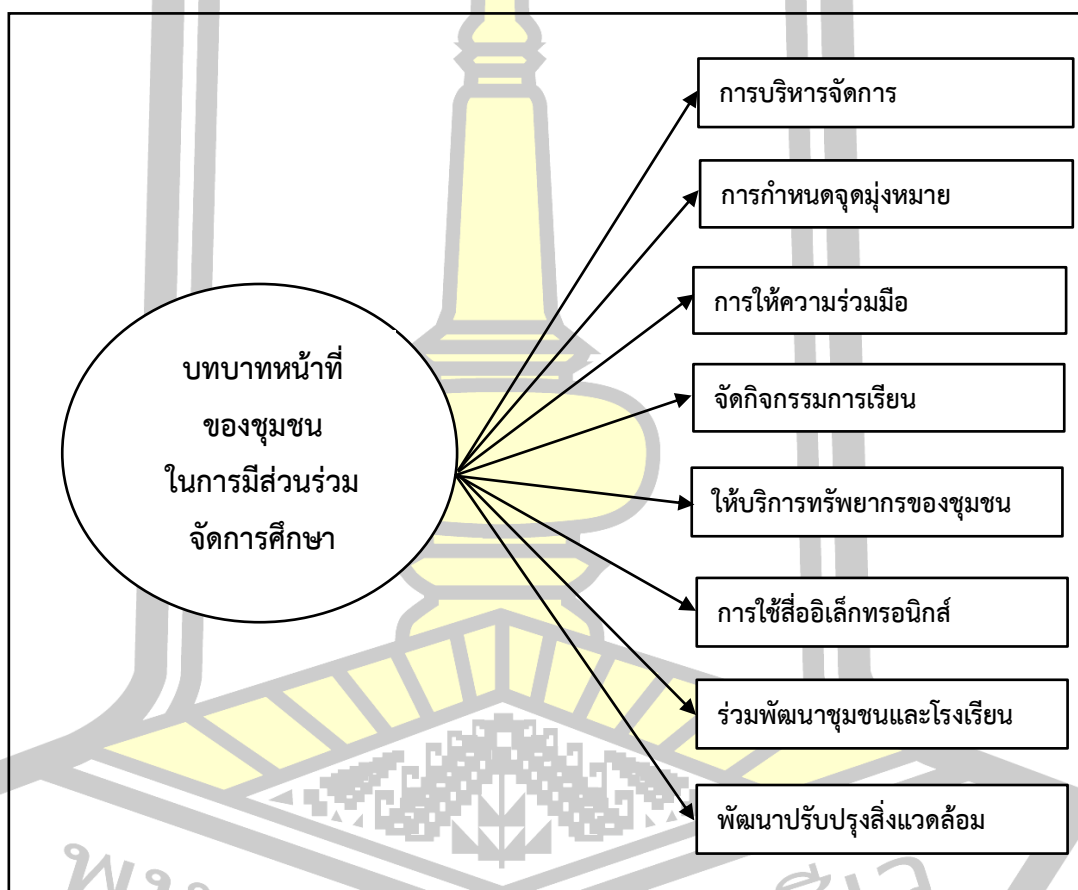 บทบาทหน้าที่
ของชุมชน
ในการมีส่วนร่วม
จัดการศึกษา
การบริหารจัดการ
การกำหนดจุดมุ่งหมาย
การให้ความร่วมมือ
จัดกิจกรรมการเรียน
ให้บริการทรัพยากรของชุมชน
การใช้สื่ออิเล็กทรอนิกส์
ร่วมพัฒนาชุมชนและโรงเรียน
พัฒนาปรับปรุงสิ่งแวดล้อม